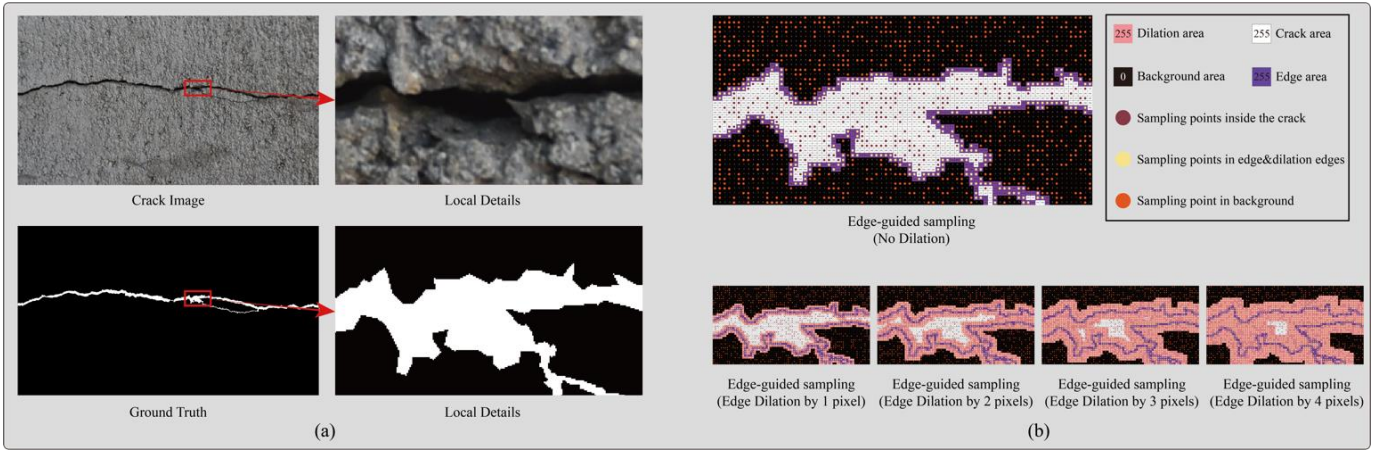 Crack Image
Local Details
Ground Truth
Local Details
(a)
Edge-guided sampling
(No Dilation)
255 Dilation area
255 Crack area
0 Background area
255 Edge area
Sampling points inside the crack
Sampling points in edge&dilation edges
Sampling point in background
Edge-guided sampling
(Edge Dilation by 1 pixel)
Edge-guided sampling
(Edge Dilation by 2 pixels)
Edge-guided sampling
(Edge Dilation by 3 pixels)
Edge-guided sampling
(Edge Dilation by 4 pixels)
(b)